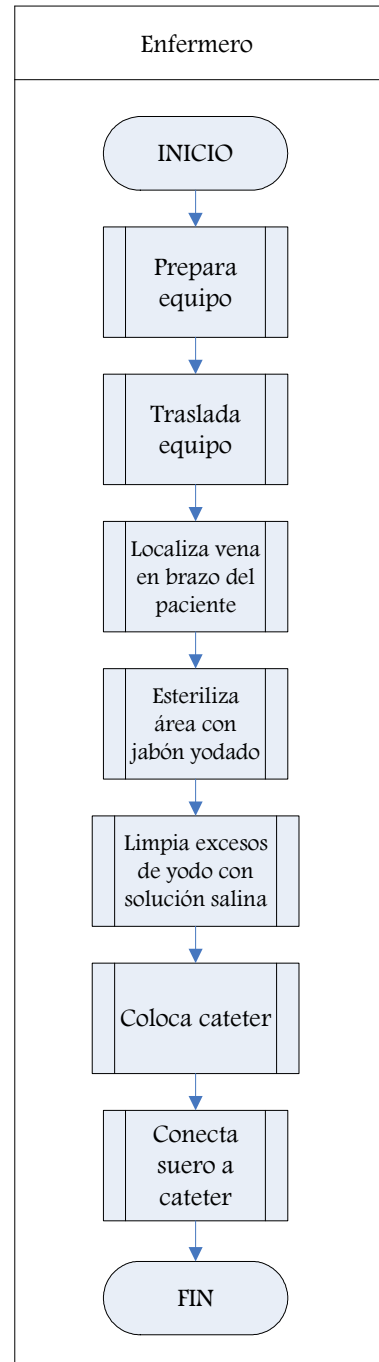 Enfermero
INICIO
Prepara
equipo
Traslada
equipo
Localiza vena
en brazo del
paciente
Esteriliza
área con
jabón yodado
Limpia excesos
de yodo con
solución salina
Coloca cateter
Conecta
suero a
cateter
FIN